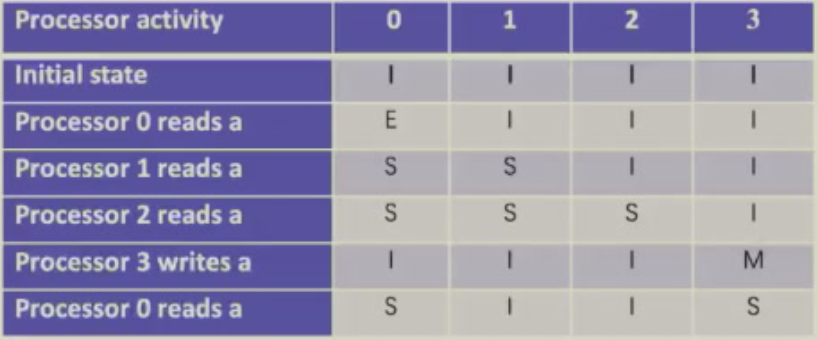 Processor activity 0 1 2 3
Initial state I I I I
Processor 0 reads a E I I I
Processor 1 reads a S S I I
Processor 2 reads a S S S I
Processor 3 writes a I I I M
Processor 0 reads a S I I S